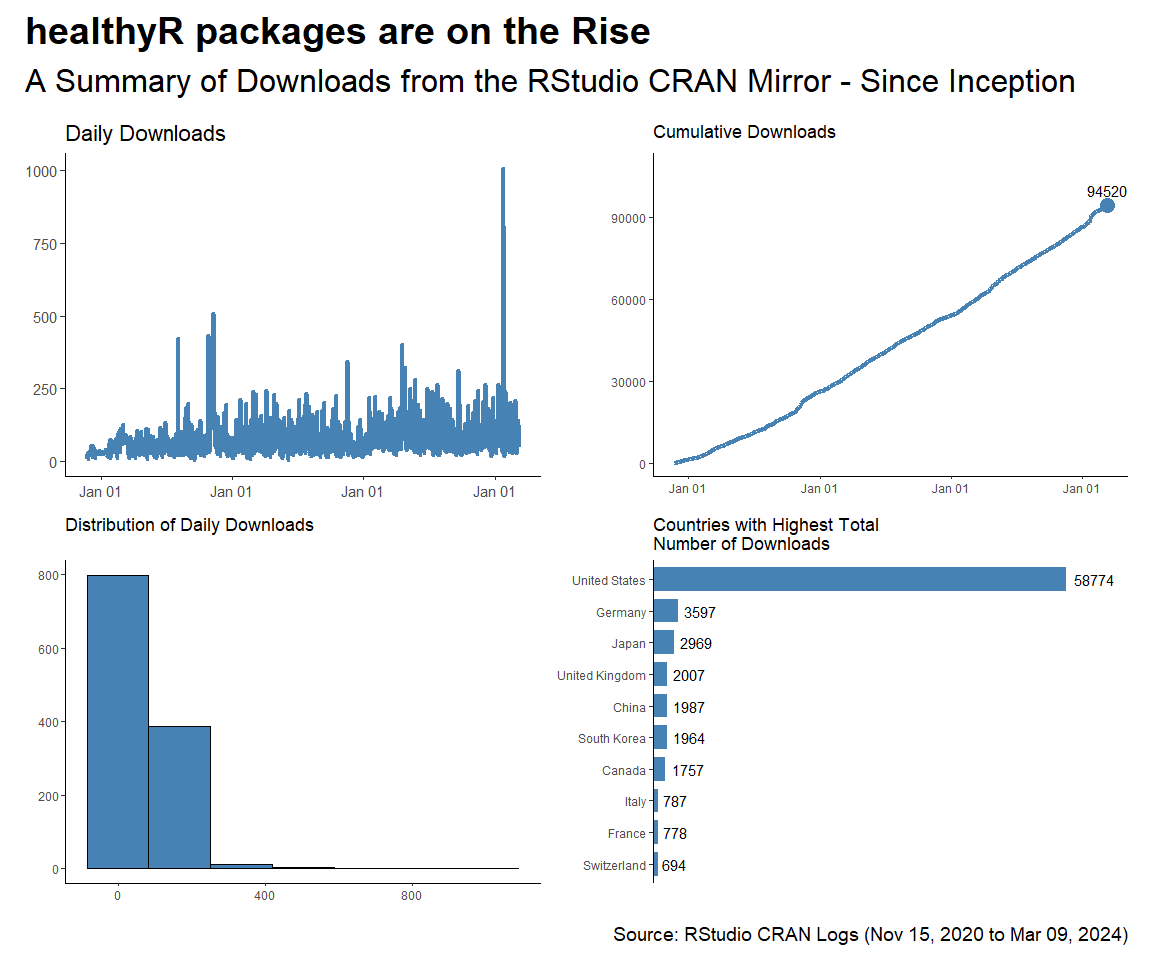 healthyR packages are on the Rise
A Summary of Downloads from the RStudio CRAN Mirror - Since Inception
Daily Downloads
1000
750
500
250
0
Jan 01 Jan 01 Jan 01 Jan 01
Cumulative Downloads
94520
90000
60000
30000
0
Jan 01 Jan 01 Jan 01 Jan 01
Distribution of Daily Downloads
800
600
400
200
0
0 400 800
Countries with Highest Total
Number of Downloads
United States 58774
Germany 3597
Japan 2969
United Kingdom 2007
China 1987
South Korea 1964
Canada 1757
Italy 787
France 778
Switzerland 694
Source: RStudio CRAN Logs (Nov 15, 2020 to Mar 09, 2024)